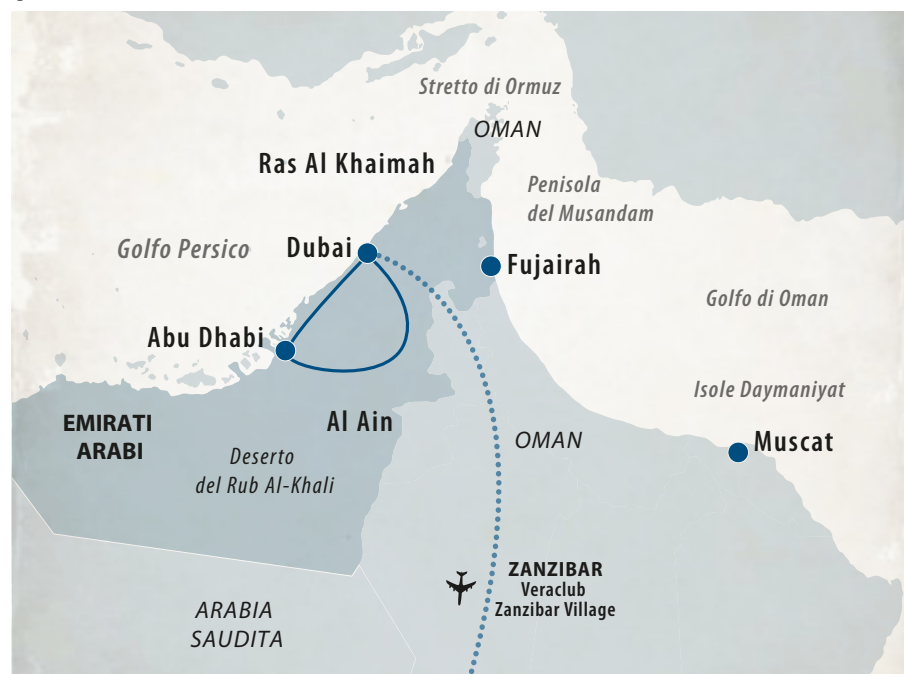 Stretto di Ormuz
OMAN
Ras Al Khaimah
Penisola
del Musandam
Golfo Persico
Dubai
Fujairah
Golfo di Oman
Abu Dhabi
Isole Daymaniyat
EMIRATI
ARABI
Al Ain
OMAN
Muscat
Deserto
del Rub Al-Khali
ZANZIBAR
Veraclub
Zanzibar Village
ARABIA
SAUDITA